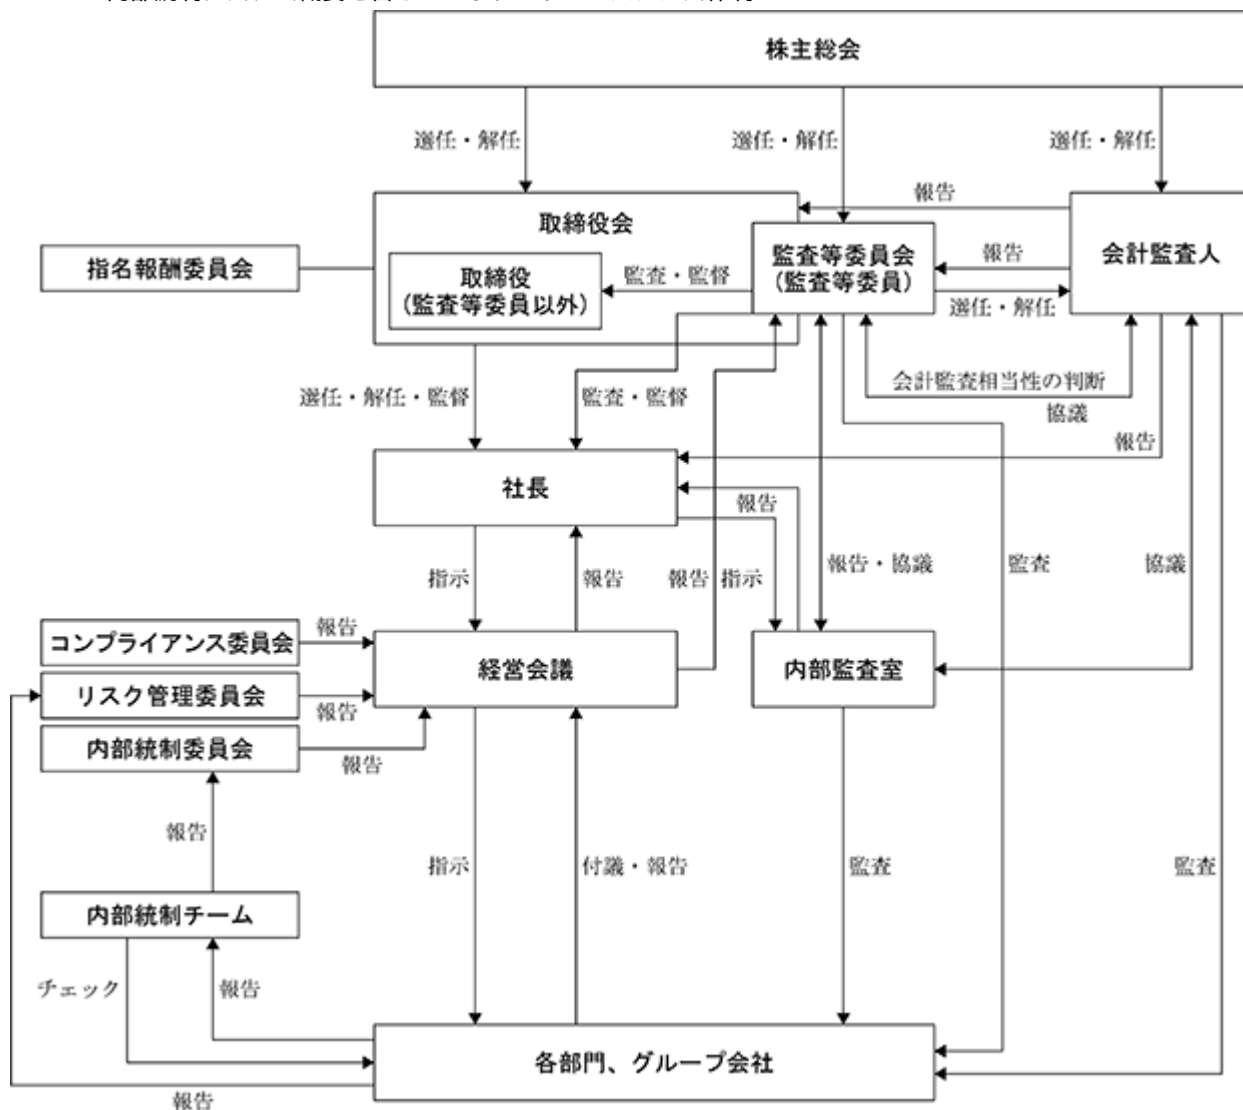 株主総会
選任・解任
選任・解任
選任・解任
報告
取締役会
監査等委員会
(監査等委員)
会計監査人
指名報酬委員会
取締役
(監査等委員以外)
監査・監督
報告
選任・解任
会計監査相当性の判断
協議
選任・解任・監督
監査・監督
報告
社長
報告
指示
報告
報告
指示
報告・協議
監査
協議
コンプライアンス委員会
報告
経営会議
内部監査室
リスク管理委員会
報告
内部統制委員会
報告
報告
指示
付議・報告
監査
監査
内部統制チーム
チェック
報告
各部門、グループ会社
報告